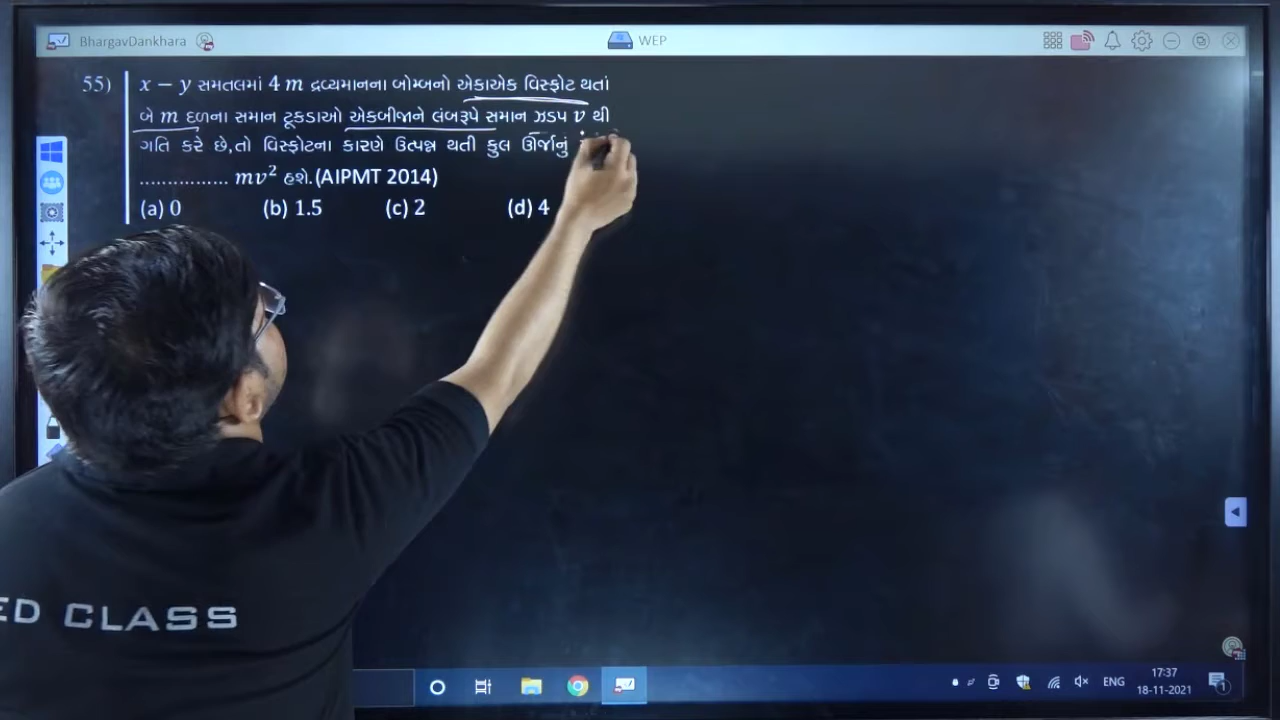 BhargavDankhara
WEP
55) x − y સમતલમાં 4 m દ્રવ્યમાનના બોમ્બનો એકાએક વિસ્ફોટ થતાં
બે m દળના સમાન ટૂકડાઓ એકબીજાને લંબરૂપે સમાન ઝડપ v થી
ગતિ કરે છે,તો વિસ્ફોટના કારણે ઉત્પન્ન થતી કુલ ઊર્જાનું
................ mv² હશે.(AIPMT 2014)
(a) 0 (b) 1.5 (c) 2 (d) 4
ED CLASS
ENG
17:37
18-11-2021
1